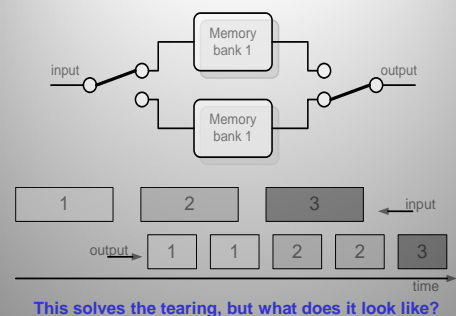 Memory
bank 1
input
output
Memory
bank 1
1 2 3
input
output
1 1 2 2 3
time
This solves the tearing, but what does it look like?